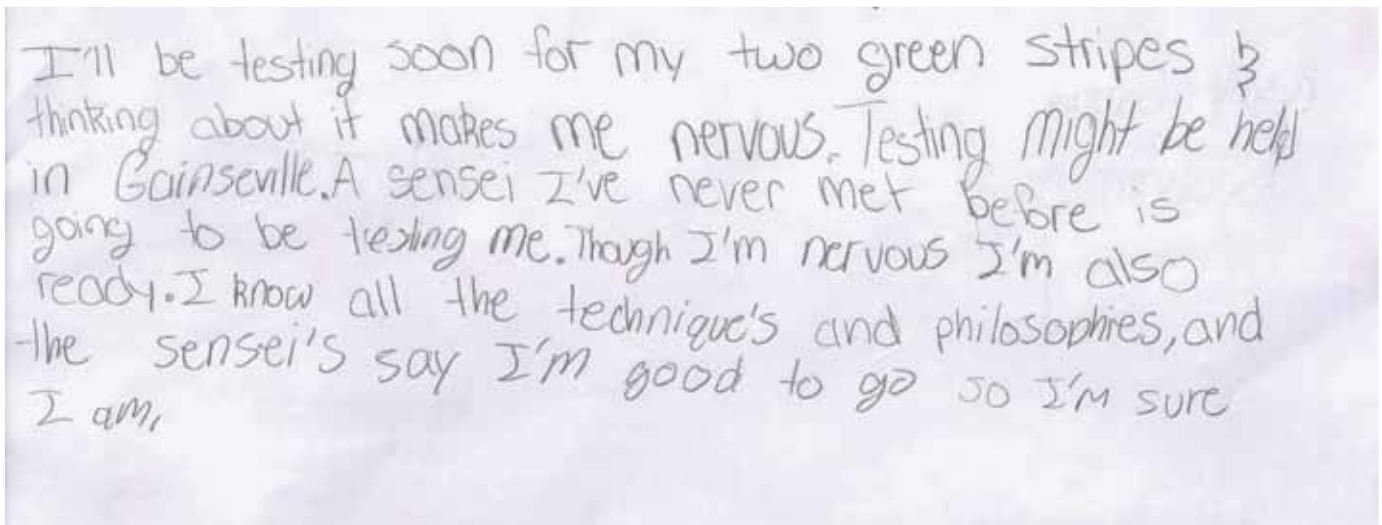 I'll be testing soon for my two green stripes &
thinking about it makes me nervous. Testing might be held
in Gainseville. A sensei I've never met before is
going to be testing me. Though I'm nervous I'm also
ready. I know all the technique's and philosophies, and
the sensei's say I'm good to go so I'm sure
I am.